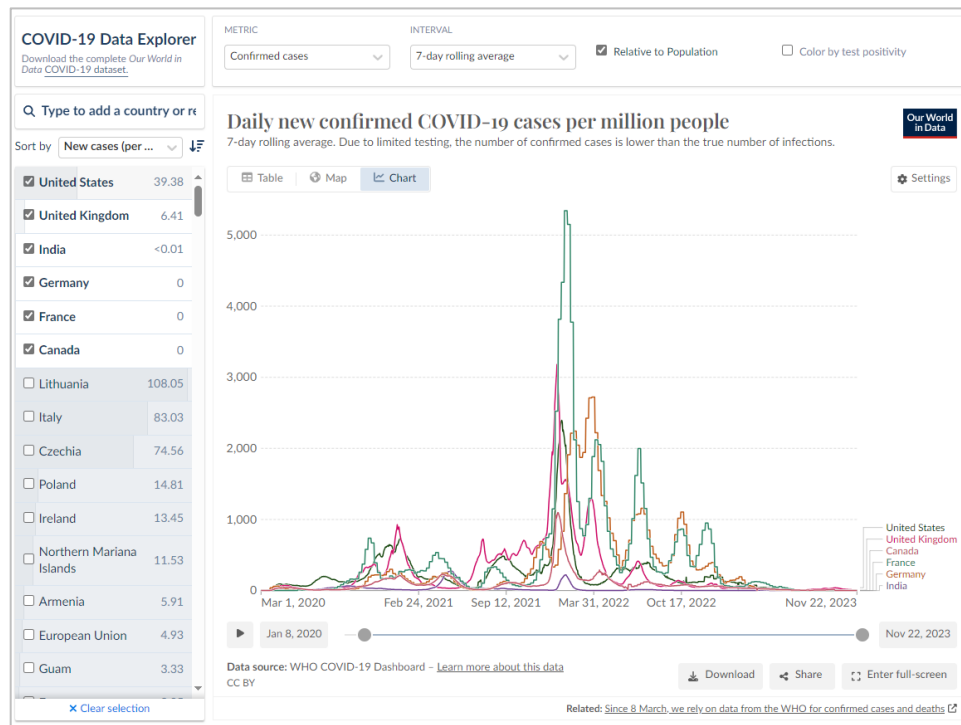 COVID-19 Data Explorer
Download the complete Our World in
Data COVID-19 dataset.
METRIC
Confirmed cases
INTERVAL
7-day rolling average
Relative to Population
Color by test positivity
Type to add a country or re
Sort by New cases (per ...
United States 39.38
United Kingdom 6.41
India <0.01
Germany 0
France 0
Canada 0
Lithuania 108.05
Italy 83.03
Czechia 74.56
Poland 14.81
Ireland 13.45
Northern Mariana
Islands 11.53
Armenia 5.91
European Union 4.93
Guam 3.33
Clear selection
Daily new confirmed COVID-19 cases per million people
7-day rolling average. Due to limited testing, the number of confirmed cases is lower than the true number of infections.
Our World
in Data
Table
Map
Chart
Settings
5,000
4,000
3,000
2,000
1,000
0
Mar 1, 2020 Feb 24, 2021 Sep 12, 2021 Mar 31, 2022 Oct 17, 2022 Nov 22, 2023
United States
United Kingdom
Canada
France
Germany
India
Jan 8, 2020
Nov 22, 2023
Data source: WHO COVID-19 Dashboard – Learn more about this data
CC BY
Download
Share
Enter full-screen
Related: Since 8 March, we rely on data from the WHO for confirmed cases and deaths